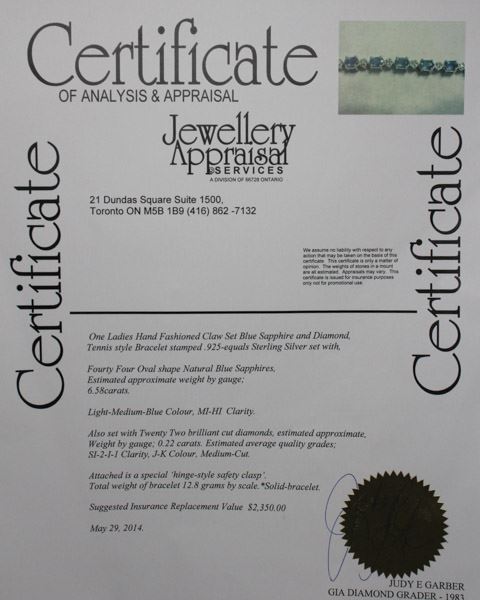 Certificate
OF ANALYSIS & APPRAISAL
Jewellery
Appraisal
SERVICES
A DIVISION OF 66728 ONTARIO
21 Dundas Square Suite 1500,
Toronto ON M5B 1B9 (416) 862 -7132
Certificate
Certificate
We assume no liability with respect to any
action that may be taken on the basis of this
certificate. This certificate is only a matter of
opinion. The weights of stones in a mount
are all estimated. Appraisals may vary. This
certificate is issued for insurance purposes
only not for promotional use.
One Ladies Hand Fashioned Claw Set Blue Sapphire and Diamond,
Tennis style Bracelet stamped .925-equals Sterling Silver set with,
Fourty Four Oval shape Natural Blue Sapphires,
Estimated approximate weight by gauge;
6.58carats.
Light-Medium-Blue Colour, MI-HI Clarity.
Also set with Twenty Two brilliant cut diamonds, estimated approximate,
Weight by gauge; 0.22 carats. Estimated average quality grades;
SI-2-I-1 Clarity, J-K Colour, Medium-Cut.
Attached is a special 'hinge-style safety clasp'.
Total weight of bracelet 12.8 grams by scale.*Solid-bracelet.
Suggested Insurance Replacement Value $2,350.00
May 29, 2014.
JUDY E GARBER
GIA DIAMOND GRADER - 1983